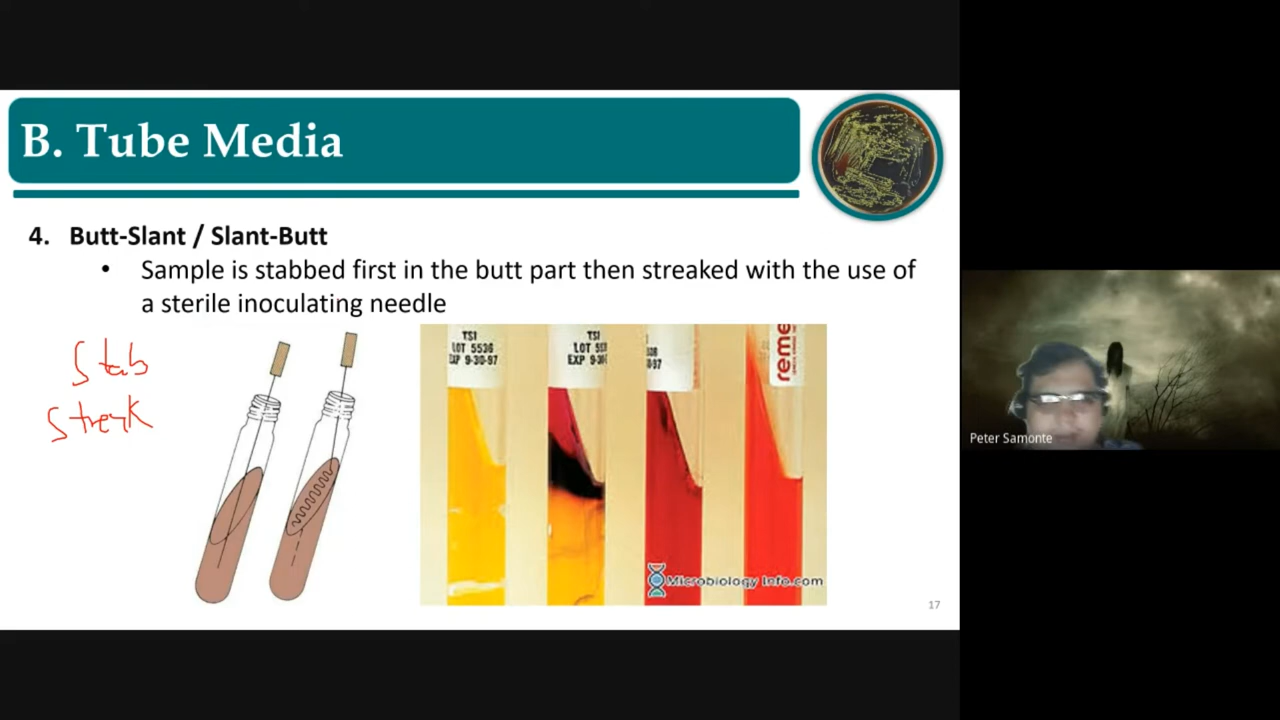 B. Tube Media
4. Butt-Slant / Slant-Butt
• Sample is stabbed first in the butt part then streaked with the use of
a sterile inoculating needle
Stab
Streak
TSI
LOT 5536
EXP 9-30-97
TSI
EXP
reme
Microbiology Info.com
17
Peter Samonte